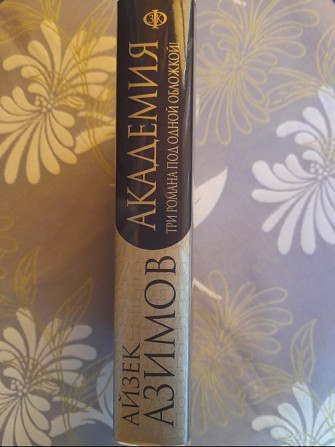 АЙЗЕК
АЗИМОВ
АКАДЕМИЯ
ТРИ РОМАНА ПОД ОДНОЙ ОБЛОЖКОЙ!